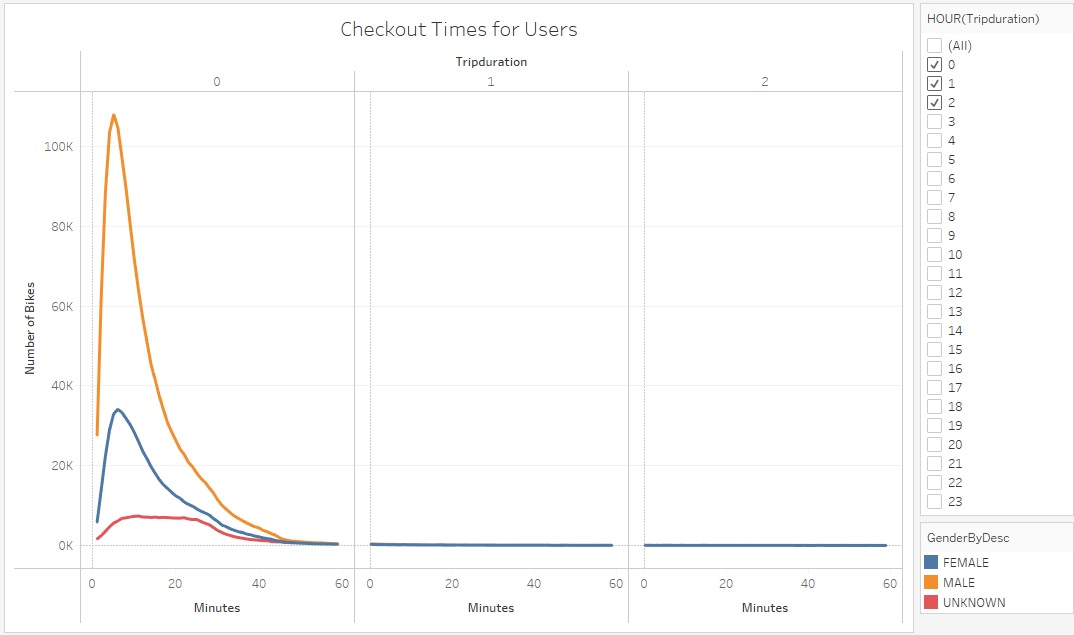 Checkout Times for Users
Tripduration
0 1 2
Number of Bikes
100K
80K
60K
40K
20K
0K
0 20 40 60 0 20 40 60 0 20 40 60
Minutes Minutes Minutes
HOUR(Tripduration)
(All)
0
1
2
3
4
5
6
7
8
9
10
11
12
13
14
15
16
17
18
19
20
21
22
23
GenderByDesc
FEMALE
MALE
UNKNOWN